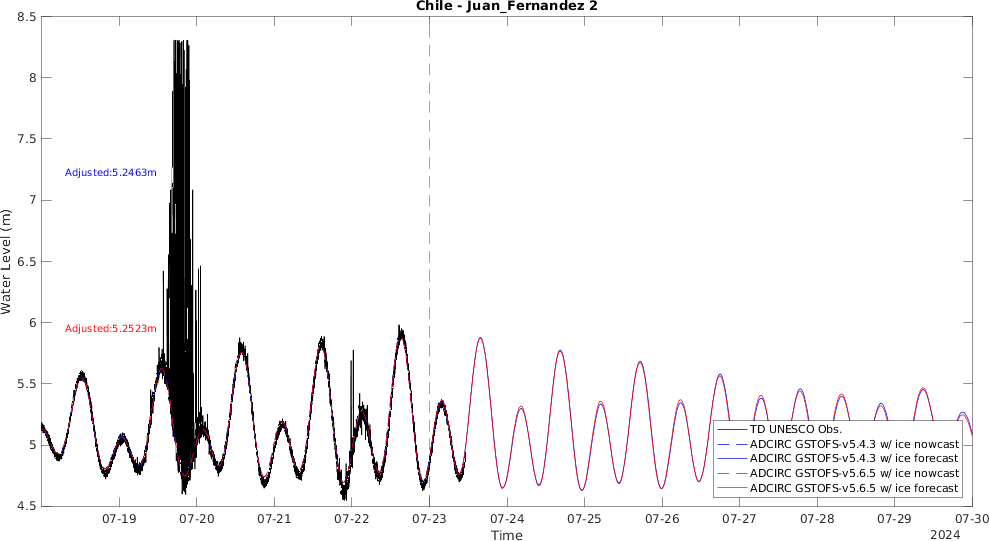 Chile - Juan_Fernandez 2
8.5
8
7.5
7
6.5
6
5.5
5
4.5
Water Level (m)
Adjusted:5.2463m
Adjusted:5.2523m
TD UNESCO Obs.
ADCIRC GSTOFS-v5.4.3 w/ ice nowcast
ADCIRC GSTOFS-v5.4.3 w/ ice forecast
ADCIRC GSTOFS-v5.6.5 w/ ice nowcast
ADCIRC GSTOFS-v5.6.5 w/ ice forecast
07-19 07-20 07-21 07-22 07-23 07-24 07-25 07-26 07-27 07-28 07-29 07-30
Time
2024